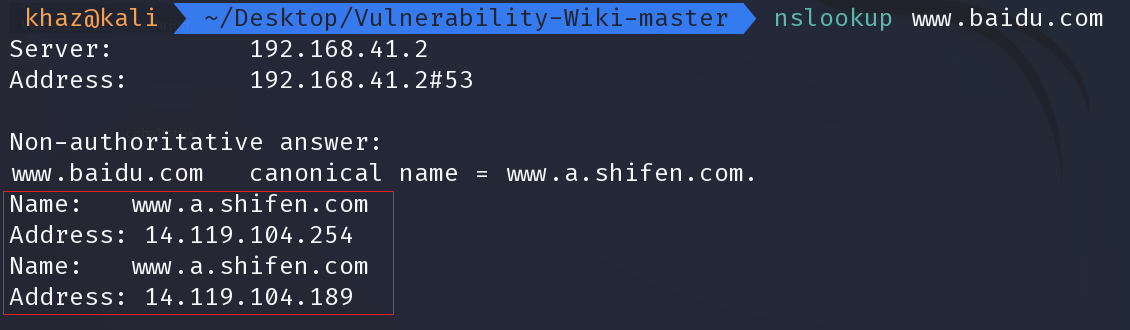 khaz@kali ~/Desktop/Vulnerability-Wiki-master nslookup www.baidu.com
Server: 192.168.41.2
Address: 192.168.41.2#53
Non-authoritative answer:
www.baidu.com canonical name = www.a.shifen.com.
Name: www.a.shifen.com
Address: 14.119.104.254
Name: www.a.shifen.com
Address: 14.119.104.189